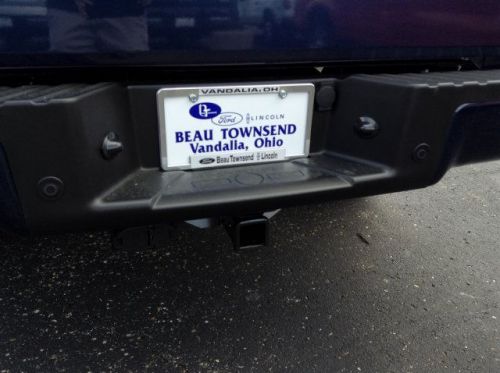 VANDALIA.OH
Ford LINCOLN
BEAU TOWNSEND
Vandalia, Ohio
Ford Beau Townsend LINCOLN